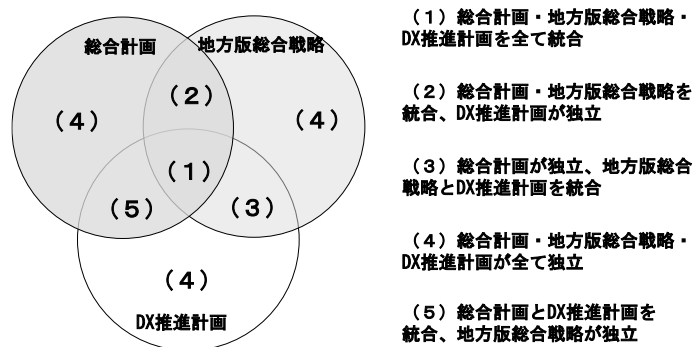 総合計画
地方版総合戦略
(2)
(4)
(4)
(1)
(5)
(3)
(4)
DX推進計画
(1)総合計画・地方版総合戦略・
DX推進計画を全て統合
(2)総合計画・地方版総合戦略を
統合、DX推進計画が独立
(3)総合計画が独立、地方版総合
戦略とDX推進計画を統合
(4)総合計画・地方版総合戦略・
DX推進計画が全て独立
(5)総合計画とDX推進計画を
統合、地方版総合戦略が独立